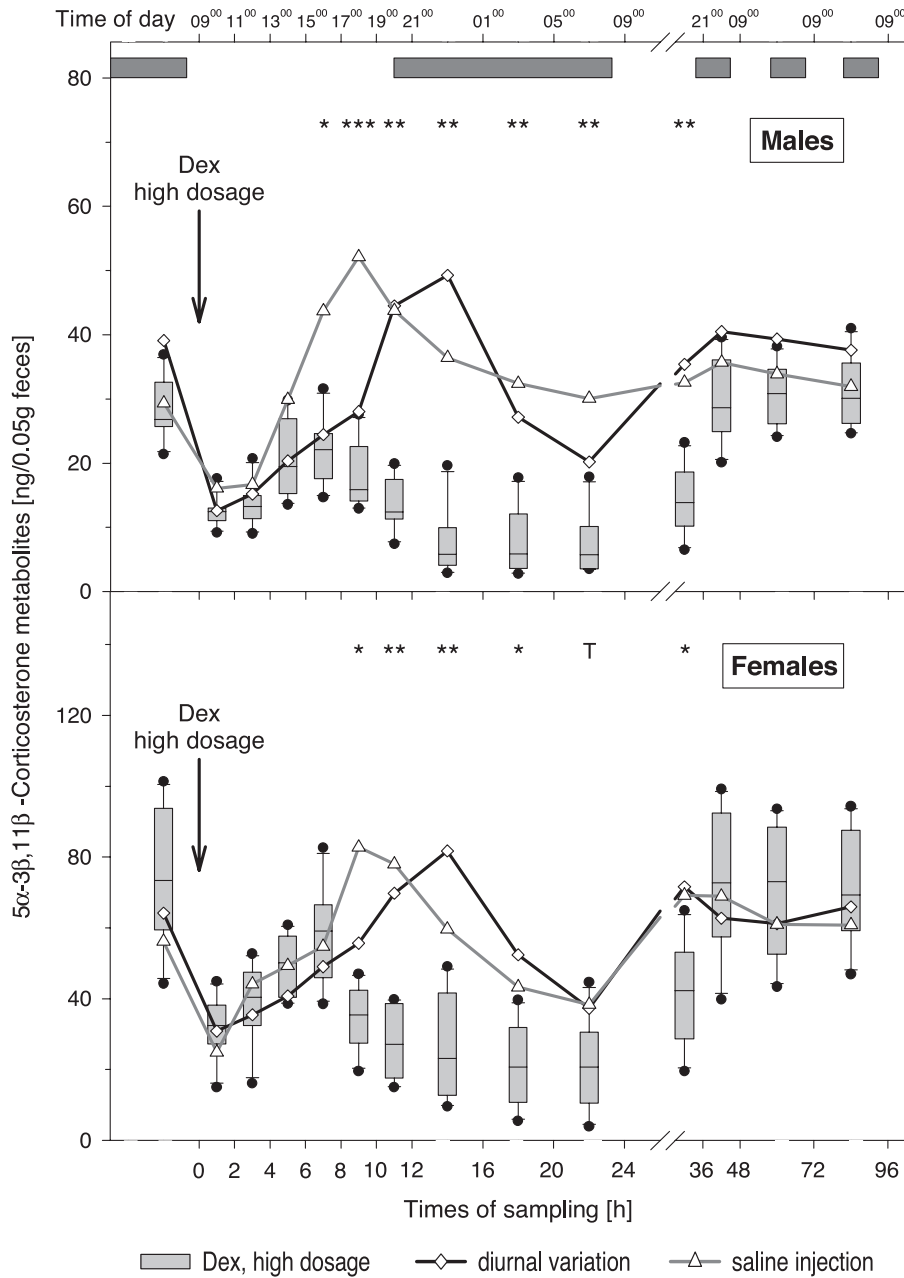 Time of day 09⁰⁰ 11⁰⁰ 13⁰⁰ 15⁰⁰ 17⁰⁰ 19⁰⁰ 21⁰⁰ 01⁰⁰ 05⁰⁰ 09⁰⁰ 21⁰⁰ 09⁰⁰ 09⁰⁰ 09⁰⁰
80
* *** ** ** ** ** **
Males
Dex
high dosage
60
40
20
0
5α-3β,11β -Corticosterone metabolites [ng/0.05g feces]
* ** ** * T *
Females
120
Dex
high dosage
80
40
0
0 2 4 6 8 10 12 16 20 24 36 48 72 96
Times of sampling [h]
Dex, high dosage diurnal variation saline injection